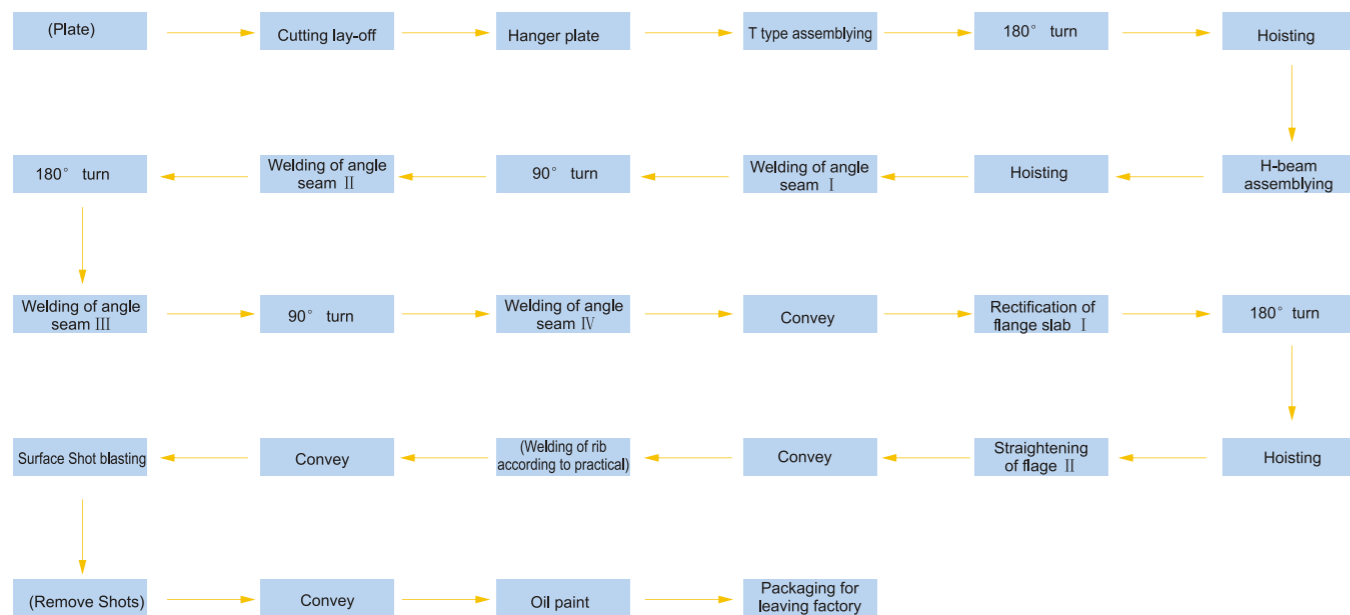 (Plate)
Cutting lay-off
Hanger plate
T type assemblying
180° turn
Hoisting
H-beam
assemblying
Hoisting
Welding of angle
seam Ⅰ
90° turn
Welding of angle
seam Ⅱ
180° turn
Welding of angle
seam Ⅲ
90° turn
Welding of angle
seam Ⅳ
Convey
Rectification of
flange slab Ⅰ
180° turn
Hoisting
Straightening
of flage Ⅱ
Convey
(Welding of rib
according to practical)
Convey
Surface Shot blasting
(Remove Shots)
Convey
Oil paint
Packaging for
leaving factory